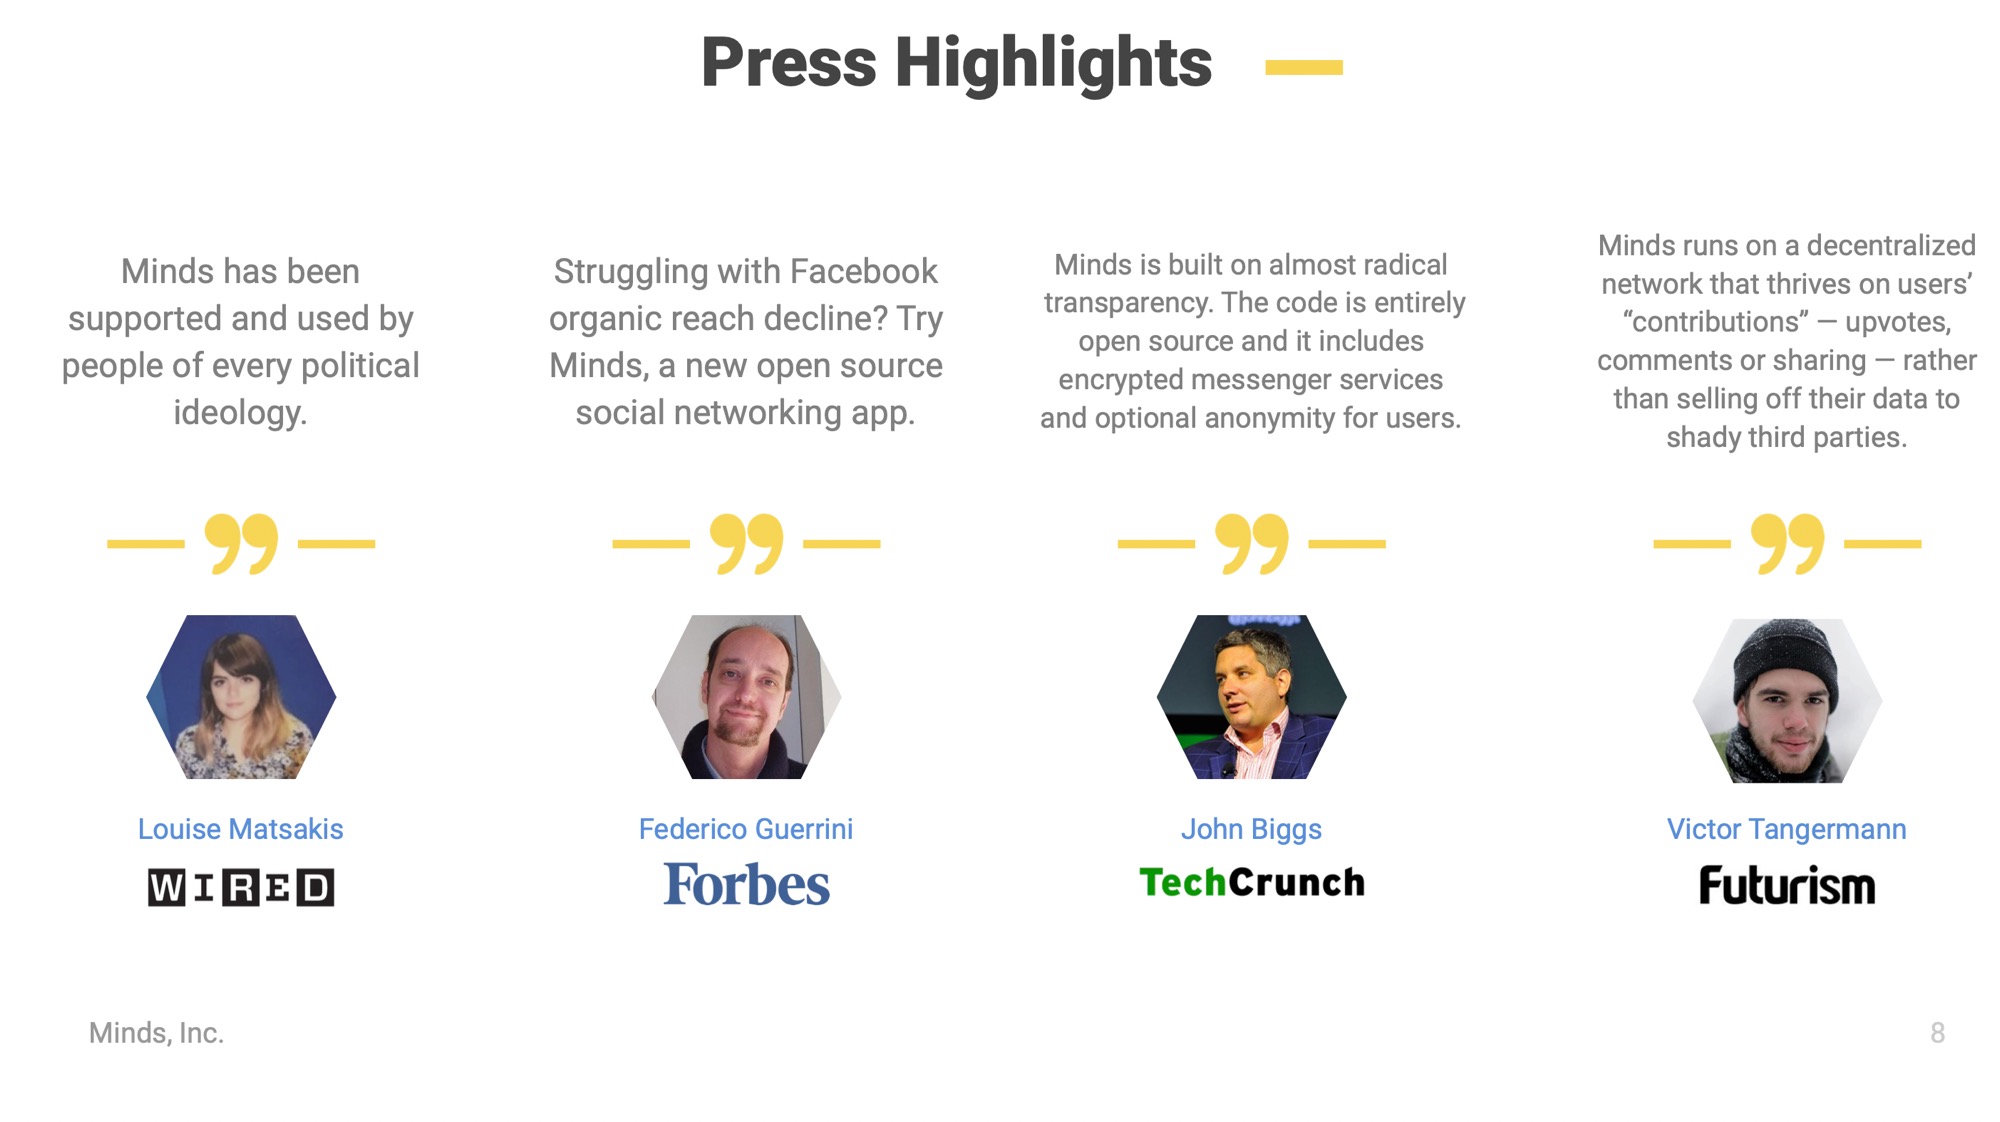 Press Highlights
Minds has been
supported and used by
people of every political
ideology.
Louise Matsakis
WIRED
Struggling with Facebook
organic reach decline? Try
Minds, a new open source
social networking app.
Federico Guerrini
Forbes
Minds is built on almost radical
transparency. The code is entirely
open source and it includes
encrypted messenger services
and optional anonymity for users.
John Biggs
TechCrunch
Minds runs on a decentralized
network that thrives on users’
“contributions” — upvotes,
comments or sharing — rather
than selling off their data to
shady third parties.
Victor Tangermann
Futurism
Minds, Inc.
8